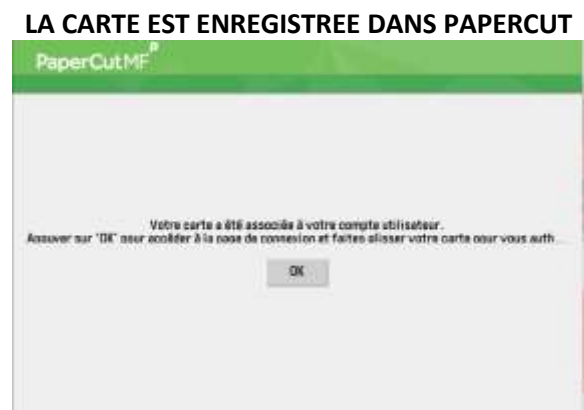 LA CARTE EST ENREGISTREE DANS PAPERCUT
PaperCutMF
Votre carte a été associée à votre compte utilisateur.
Appuyer sur "OK" pour accéder à la page de connexion et faites glisser votre carte pour vous auth
OK